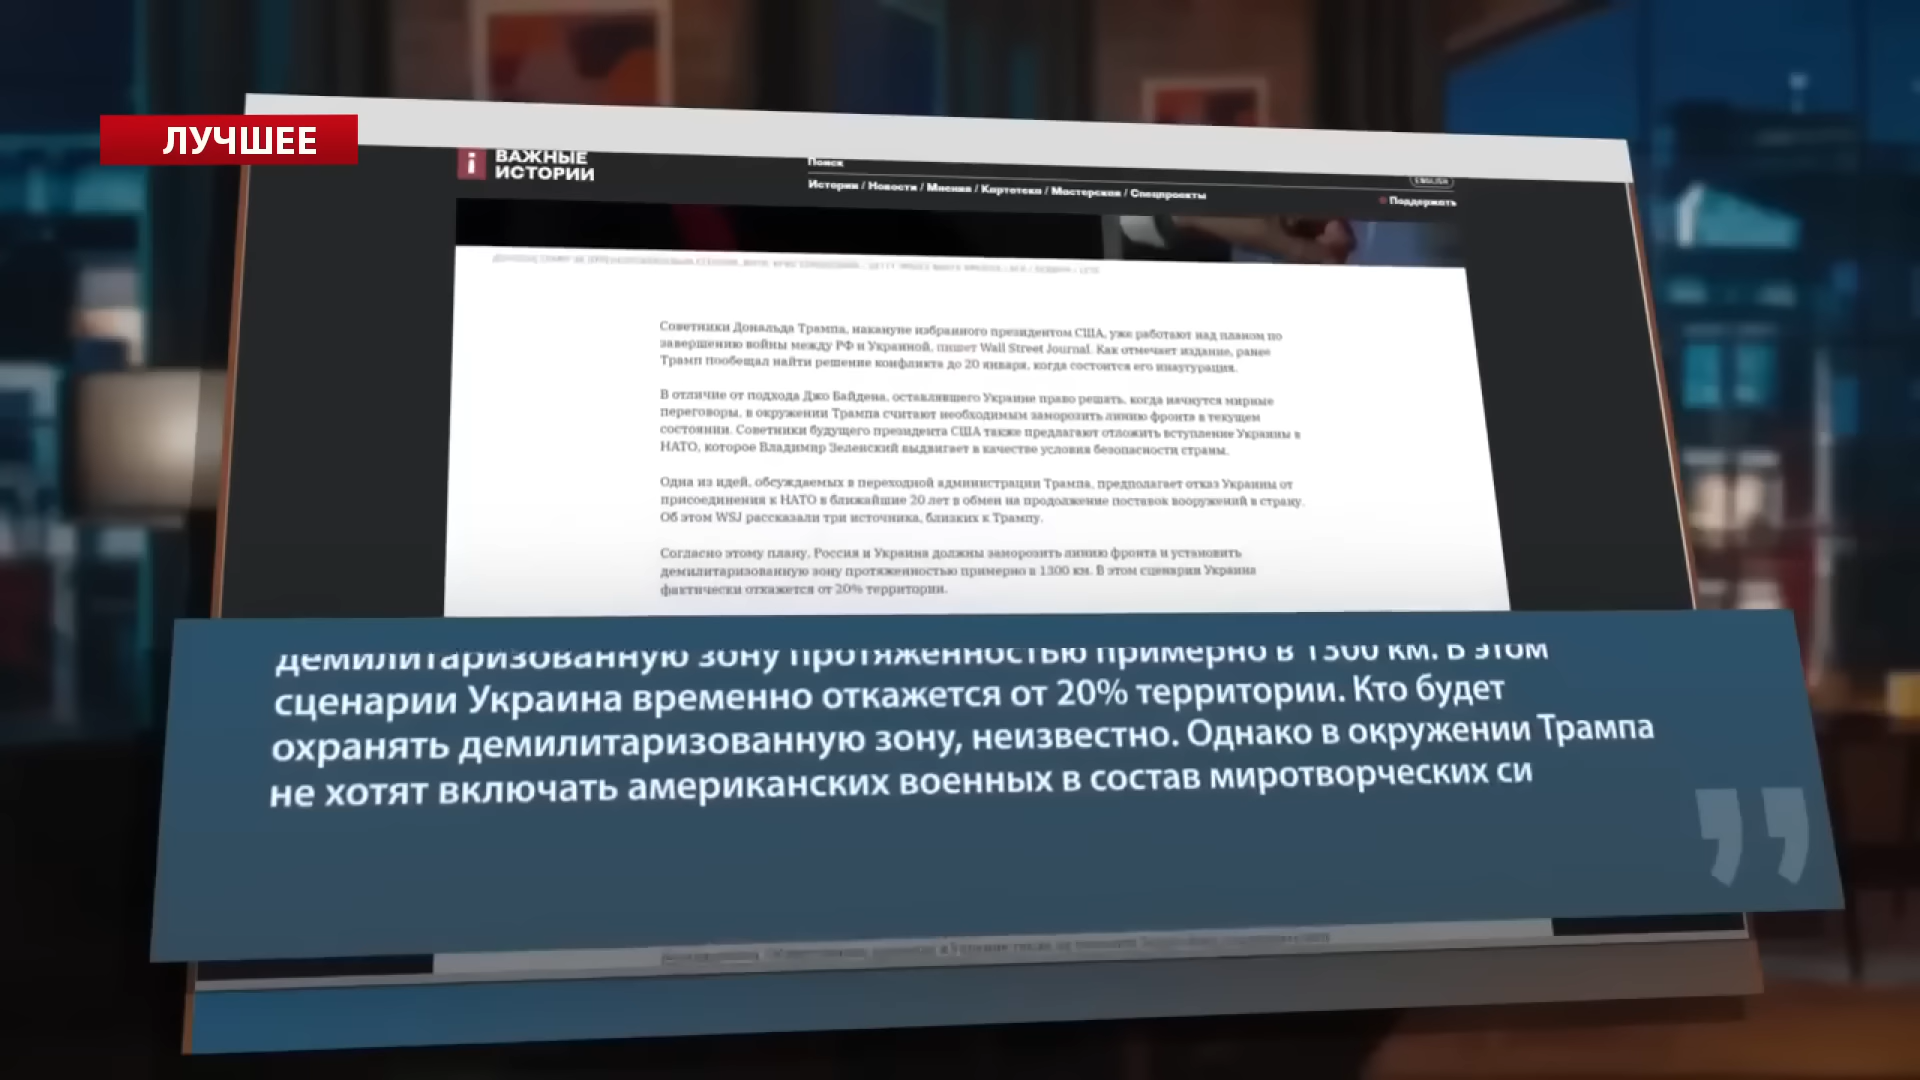 ЛУЧШЕЕ
i
ВАЖНЫЕ
ИСТОРИИ
Поиск
ENGLISH
Истории / Новости / Мнения / Картотека / Мастерская / Спецпроекты
Поддержать
Советники Дональда Трампа, накануне избранного президентом США, уже работают над планом по
завершению войны между РФ и Украиной, пишет Wall Street Journal. Как отмечает издание, ранее
Трамп пообещал найти решение конфликта до 20 января, когда состоится его инаугурация.
В отличие от подхода Джо Байдена, оставлявшего Украине право решать, когда начнутся мирные
переговоры, в окружении Трампа считают необходимым заморозить линию фронта в текущем
состоянии. Советники будущего президента США также предлагают отложить вступление Украины в
НАТО, которое Владимир Зеленский выдвигает в качестве условия безопасности страны.
Одна из идей, обсуждаемых в переходной администрации Трампа, предполагает отказ Украины от
присоединения к НАТО в ближайшие 20 лет в обмен на продолжение поставок вооружений в страну.
Об этом WSJ рассказали три источника, близких к Трампу.
Согласно этому плану, Россия и Украина должны заморозить линию фронта и установить
демилитаризованную зону протяженностью примерно в 1300 км. В этом сценарии Украина
фактически откажется от 20% территории.
демилитаризованную зону протяженностью примерно в 1300 км. В этом
сценарии Украина временно откажется от 20% территории. Кто будет
охранять демилитаризованную зону, неизвестно. Однако в окружении Трампа
не хотят включать американских военных в состав миротворческих си